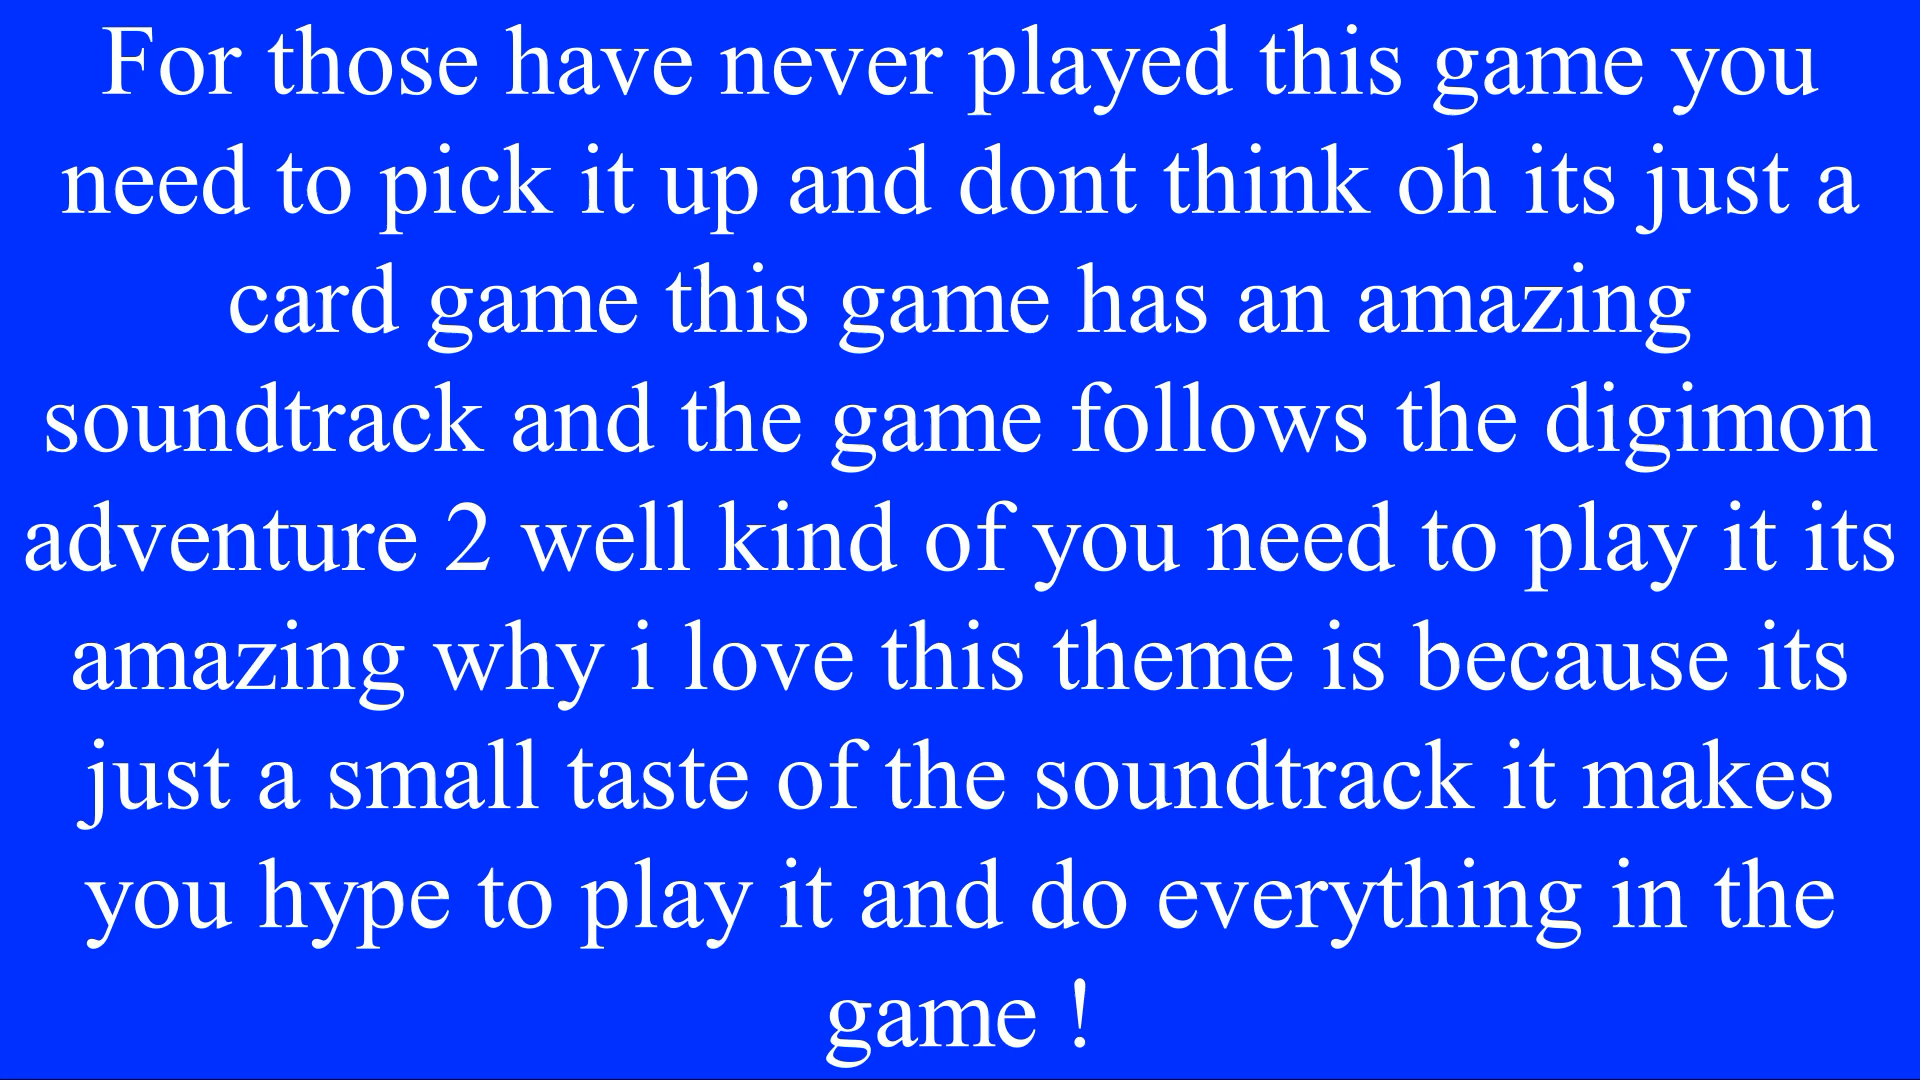 For those have never played this game you
need to pick it up and dont think oh its just a
card game this game has an amazing
soundtrack and the game follows the digimon
adventure 2 well kind of you need to play it its
amazing why i love this theme is because its
just a small taste of the soundtrack it makes
you hype to play it and do everything in the
game !